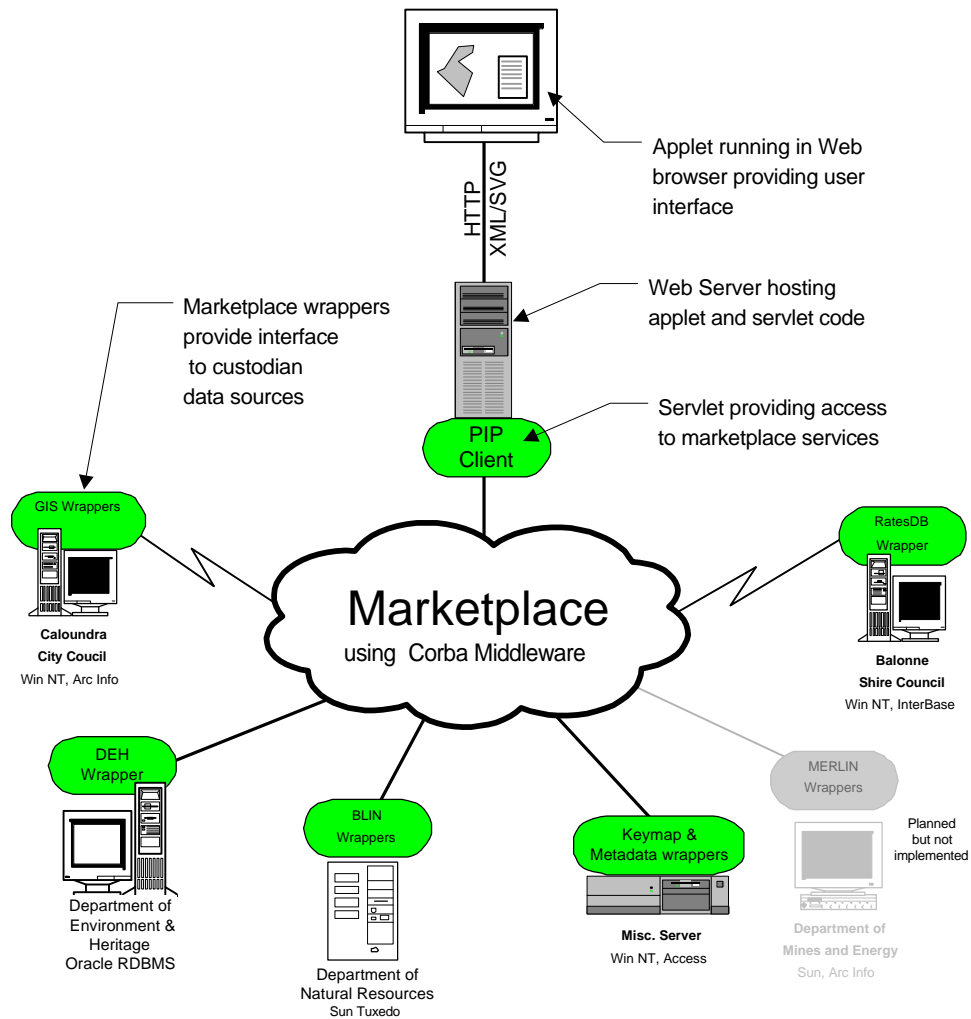 Applet running in Web
browser providing user
interface
HTTP
XML/SVG
Web Server hosting
applet and servlet code
Marketplace wrappers
provide interface
to custodian
data sources
Servlet providing access
to marketplace services
PIP
Client
GIS Wrappers
Caloundra
City Coucil
Win NT, Arc Info
RatesDB
Wrapper
Balonne
Shire Council
Win NT, InterBase
Marketplace
using Corba Middleware
DEH
Wrapper
Department of
Environment &
Heritage
Oracle RDBMS
BLIN
Wrappers
Department of
Natural Resources
Sun Tuxedo
Keymap &
Metadata wrappers
Misc. Server
Win NT, Access
MERLIN
Wrappers
Planned
but not
implemented
Department of
Mines and Energy
Sun, Arc Info